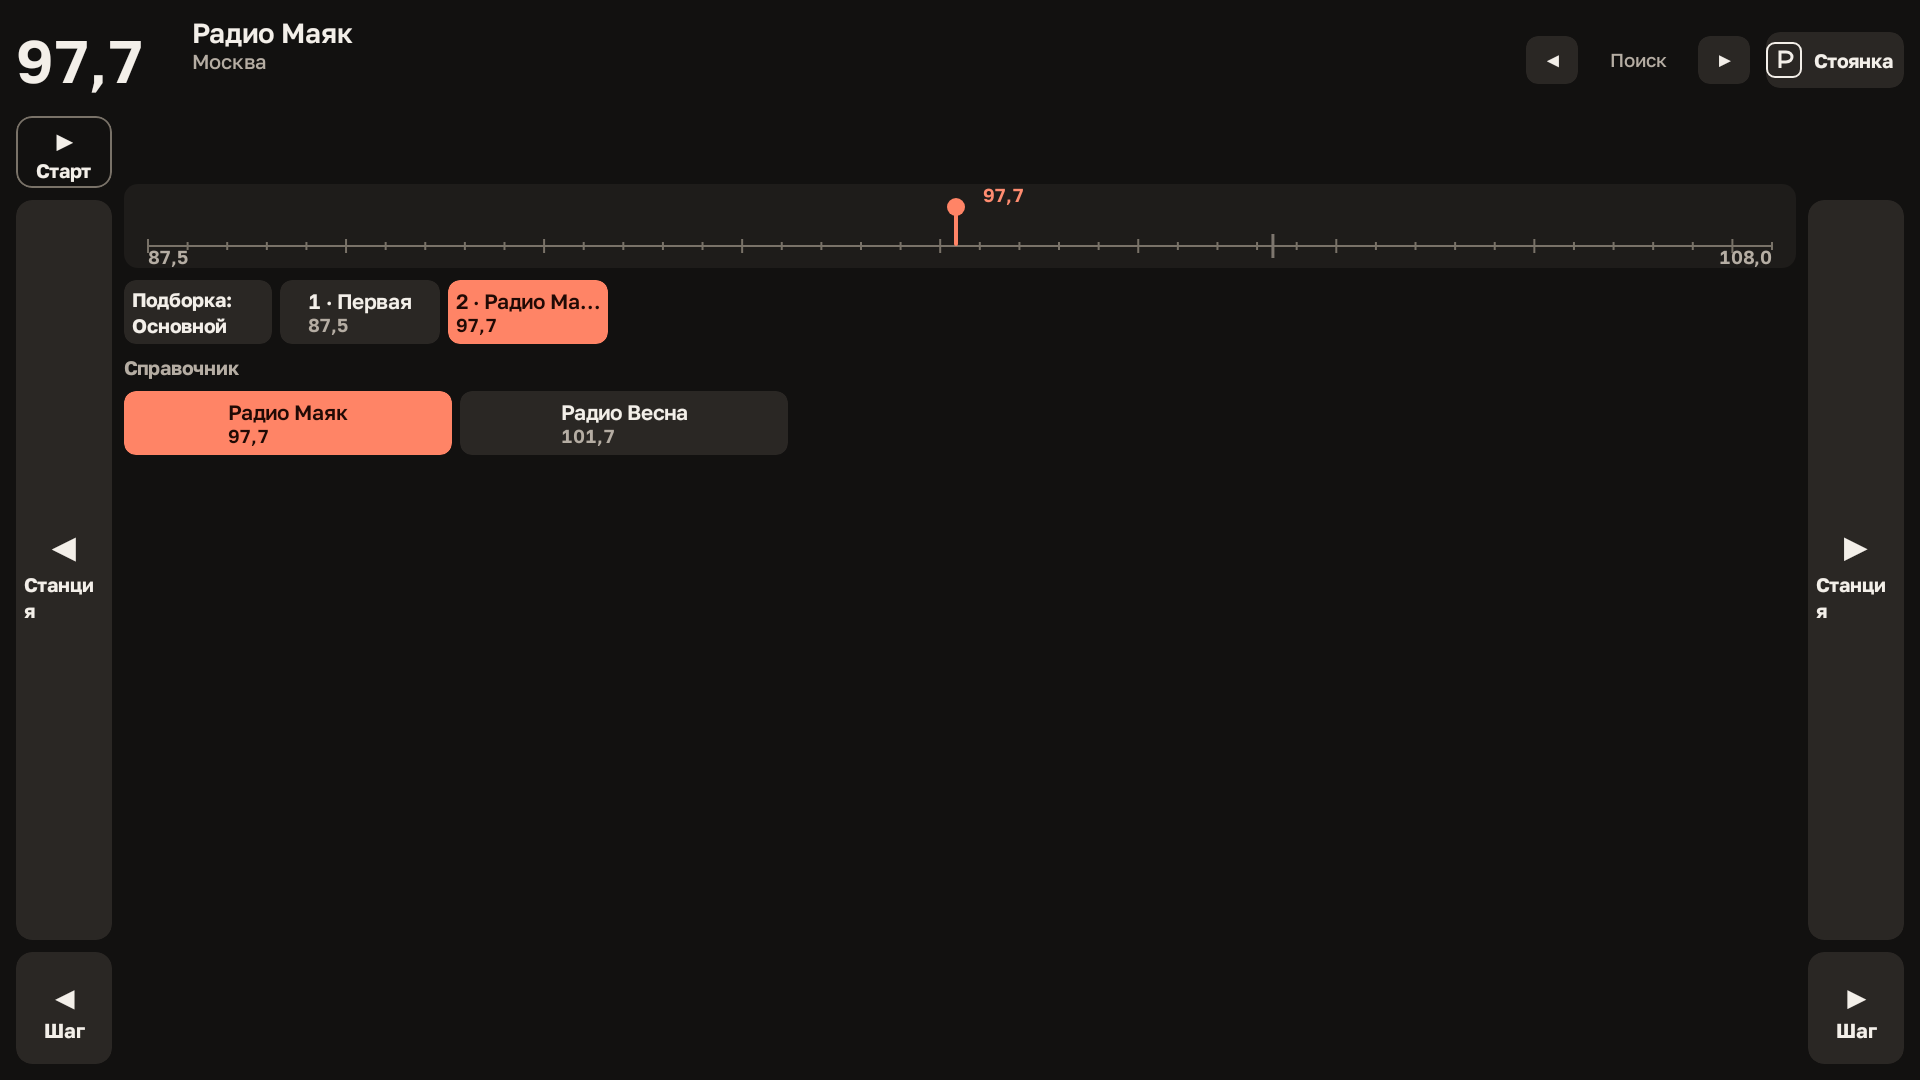 97,7
Радио Маяк
Москва
◀
Поиск
▶
P Стоянка
▶
Старт
97,7
87,5
108,0
Подборка:
Основной
1 · Первая
87,5
2 · Радио Ма…
97,7
Справочник
Радио Маяк
97,7
Радио Весна
101,7
◀
Станци
я
▶
Станци
я
◀
Шаг
▶
Шаг